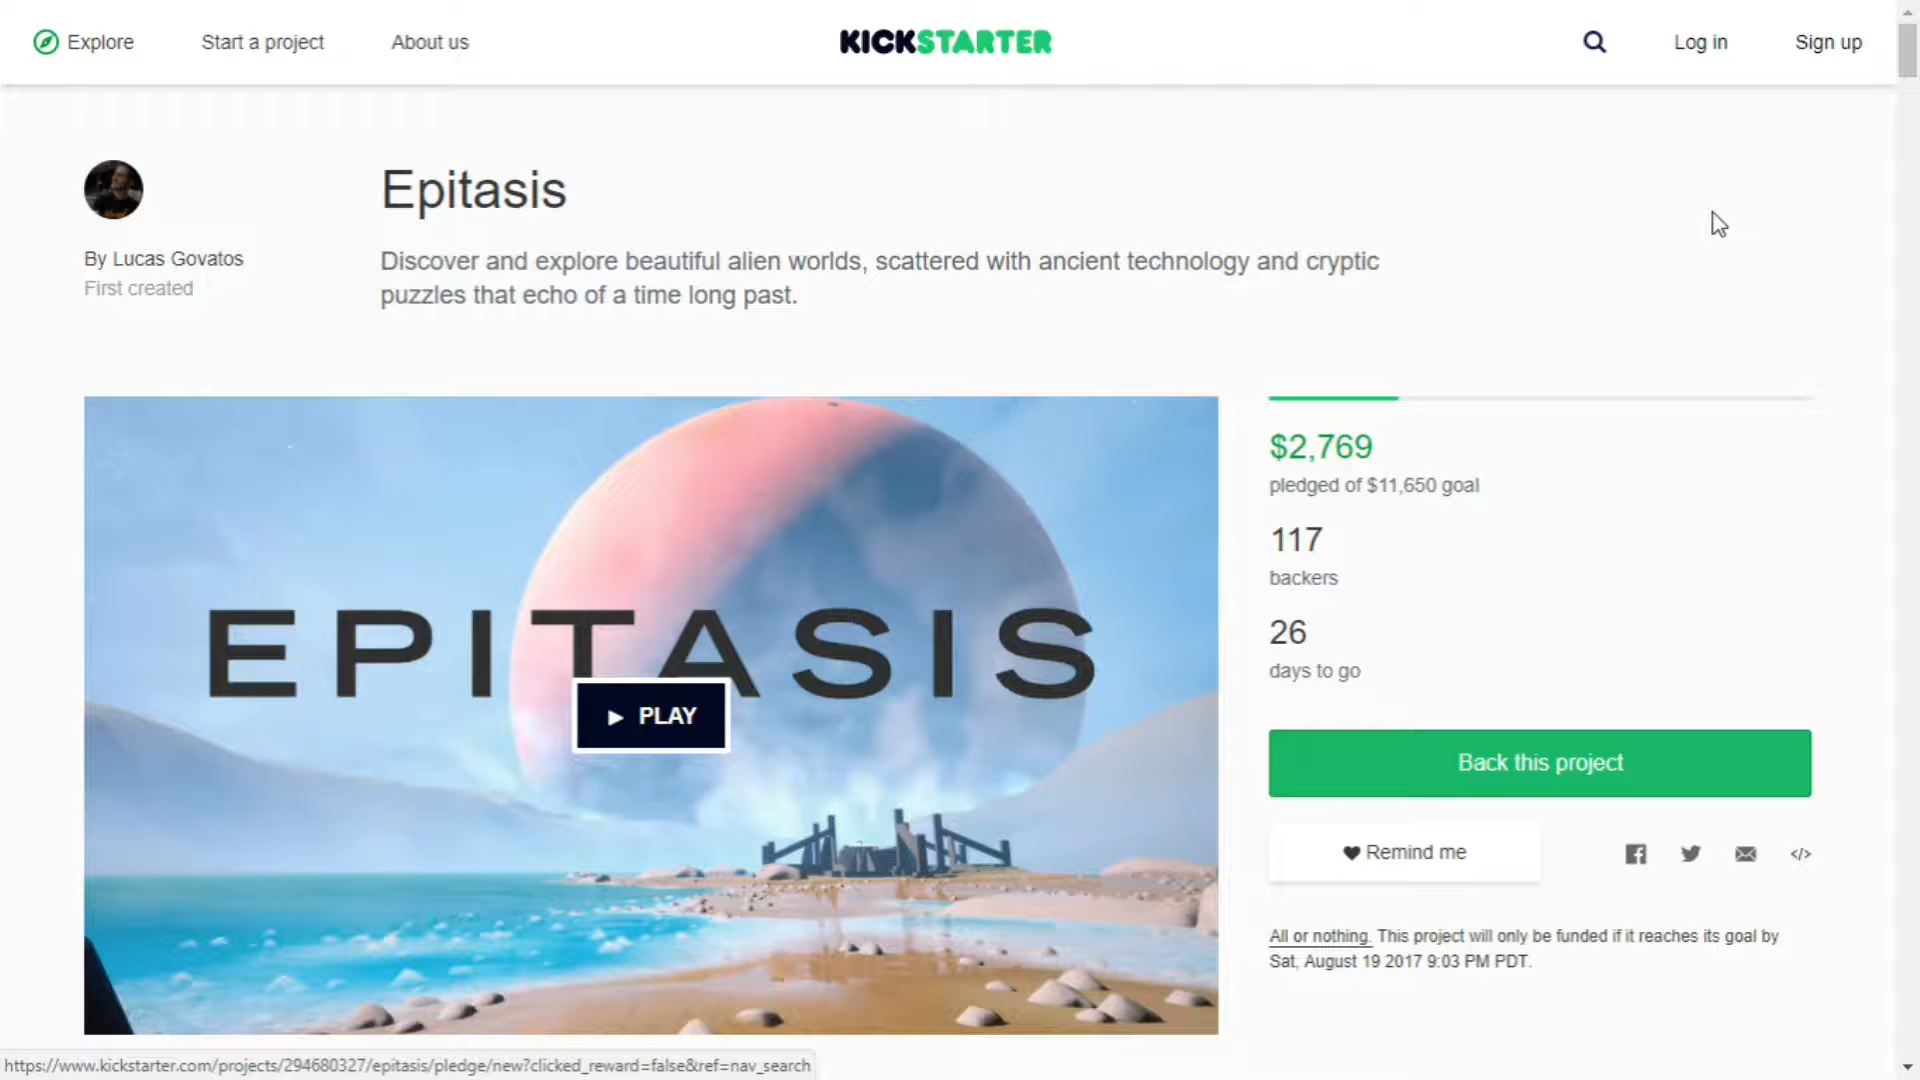 Explore
Start a project
About us
KICKSTARTER
Log in
Sign up
Epitasis
By Lucas Govatos
First created
Discover and explore beautiful alien worlds, scattered with ancient technology and cryptic
puzzles that echo of a time long past.
EPITASIS
PLAY
$2,769
pledged of $11,650 goal
117
backers
26
days to go
Back this project
Remind me
All or nothing. This project will only be funded if it reaches its goal by
Sat, August 19 2017 9:03 PM PDT.
https://www.kickstarter.com/projects/294680327/epitasis/pledge/new?clicked_reward=false&ref=nav_search